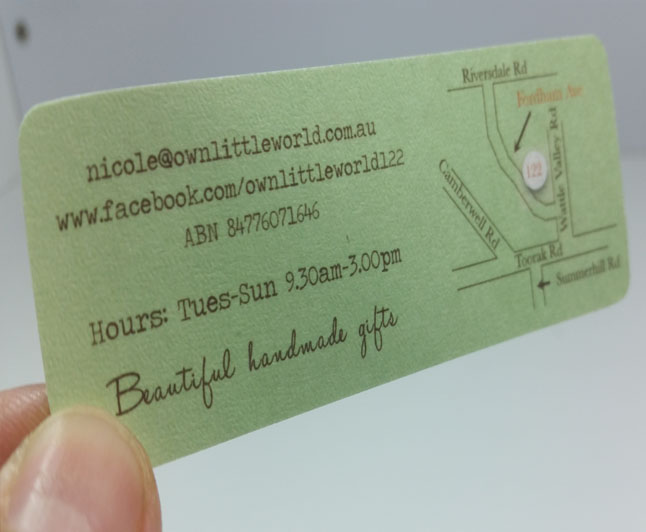 nicole@ownlittleworld.com.au
www.facebook.com/ownlittleworld122
ABN 84776071646
Hours: Tues-Sun 9.30am-3.00pm
Beautiful handmade gifts
Riversdale Rd
Fordham Ave
122
Wattle Valley Rd
Camberwell Rd
Toorak Rd
Summerhill Rd